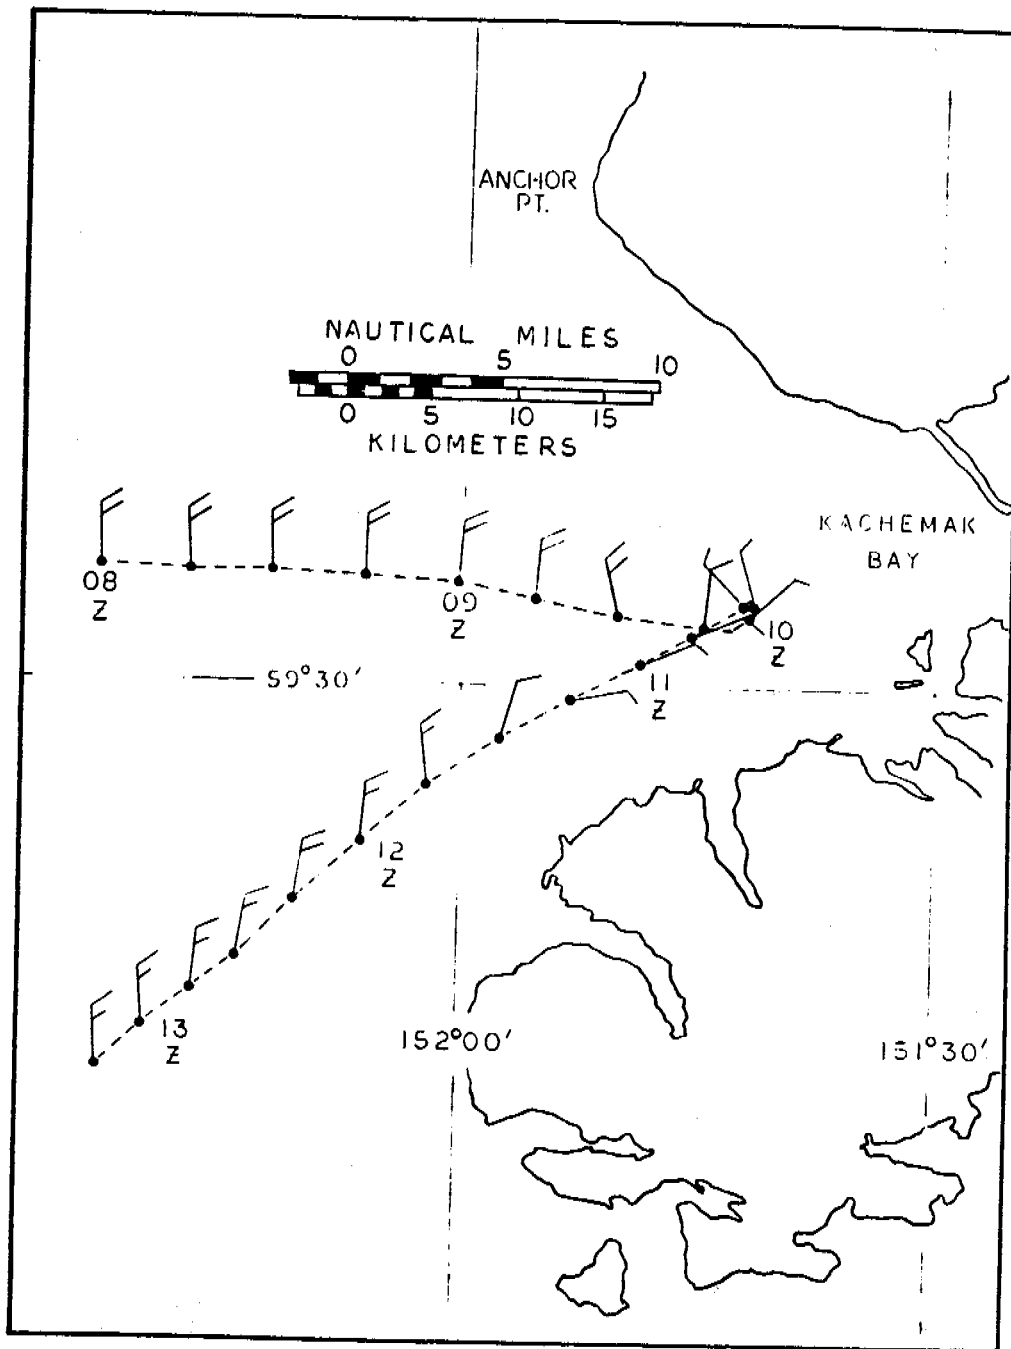 ANCHOR
PT.
NAUTICAL MILES
0 5 10
0 5 10 15
KILOMETERS
KACHEMAK
BAY
08
Z
09
Z
10
Z
59°30′
11
Z
12
Z
13
Z
152°00′
151°30′